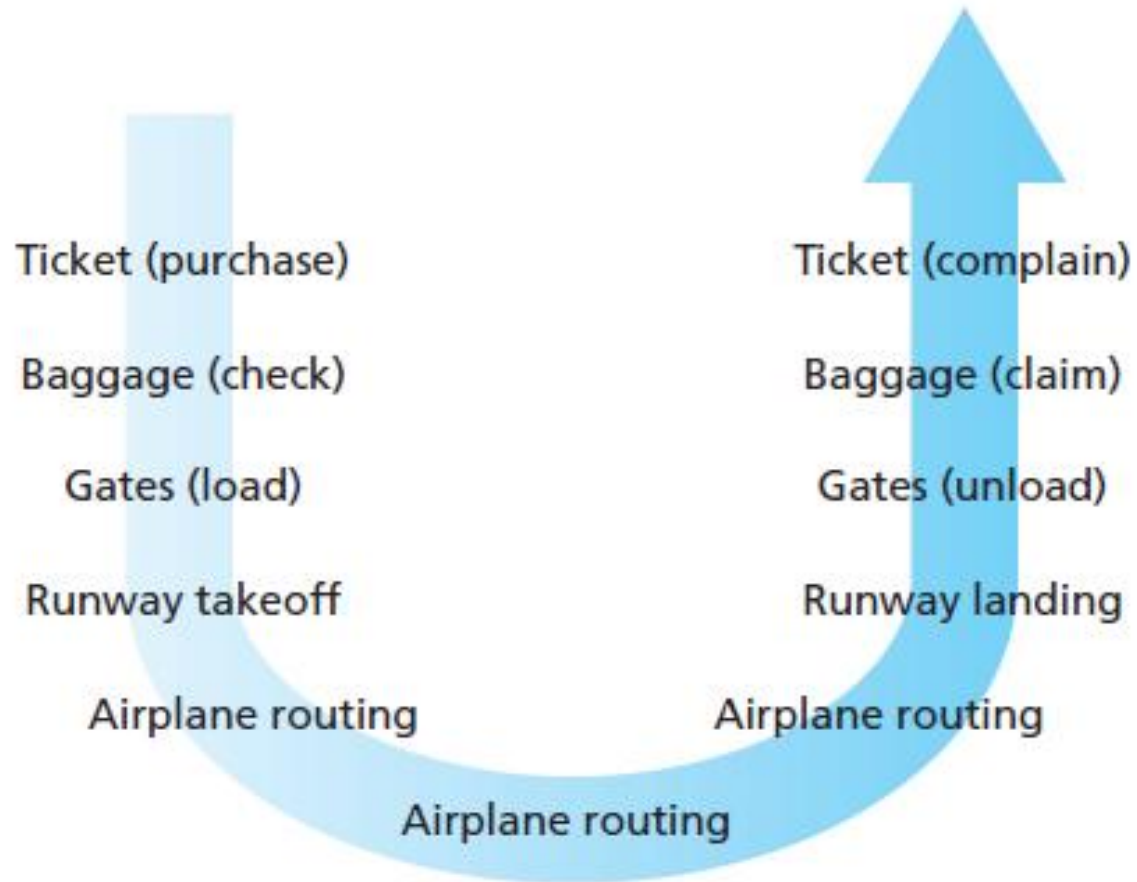 Ticket (purchase)
Ticket (complain)
Baggage (check)
Baggage (claim)
Gates (load)
Gates (unload)
Runway takeoff
Runway landing
Airplane routing
Airplane routing
Airplane routing